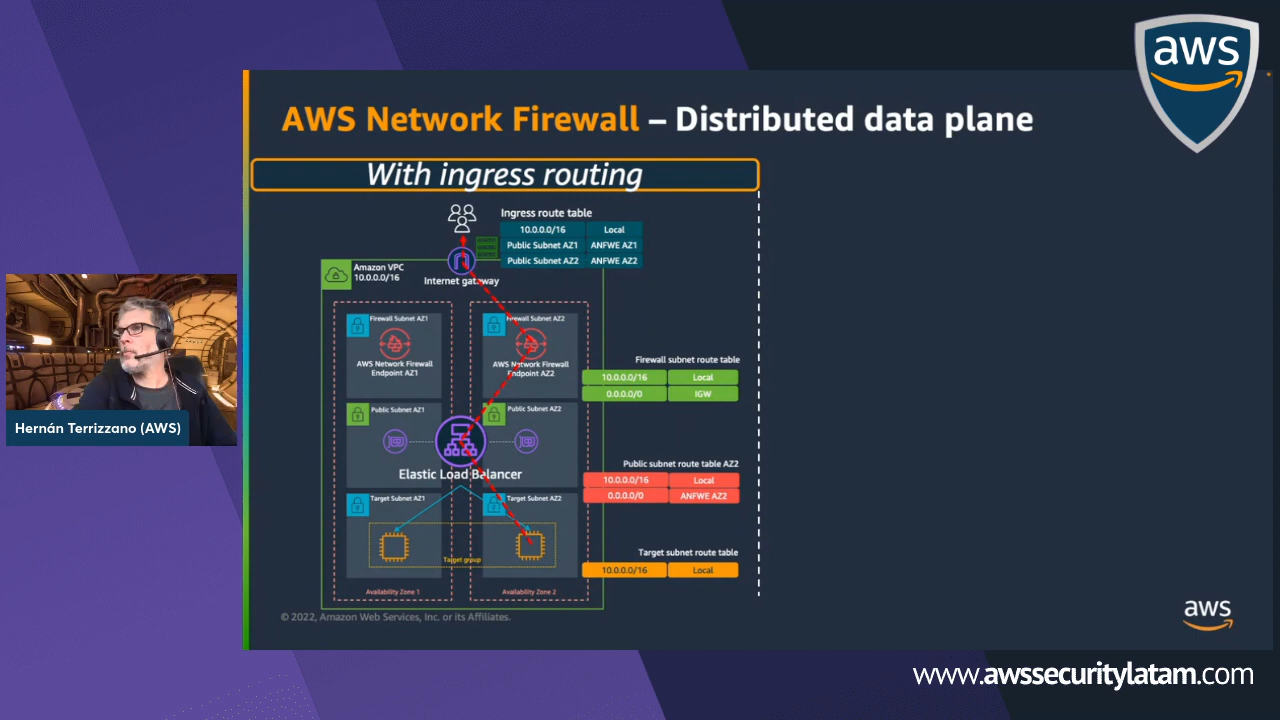 aws
AWS Network Firewall – Distributed data plane
With ingress routing
Ingress route table
10.0.0.0/16 Local
Public Subnet AZ1 ANFWE AZ1
Public Subnet AZ2 ANFWE AZ2
Amazon VPC
10.0.0.0/16
Internet gateway
Firewall Subnet AZ1
Firewall Subnet AZ2
AWS Network Firewall
Endpoint AZ1
AWS Network Firewall
Endpoint AZ2
Firewall subnet route table
10.0.0.0/16 Local
0.0.0.0/0 IGW
Public Subnet AZ1
Public Subnet AZ2
Elastic Load Balancer
Public subnet route table AZ2
10.0.0.0/16 Local
0.0.0.0/0 ANFWE AZ2
Target Subnet AZ1
Target Subnet AZ2
Target group
Target subnet route table
10.0.0.0/16 Local
Availability Zone 1
Availability Zone 2
© 2022, Amazon Web Services, Inc. or its Affiliates.
aws
Hernán Terrizzano (AWS)
www.awssecuritylatam.com